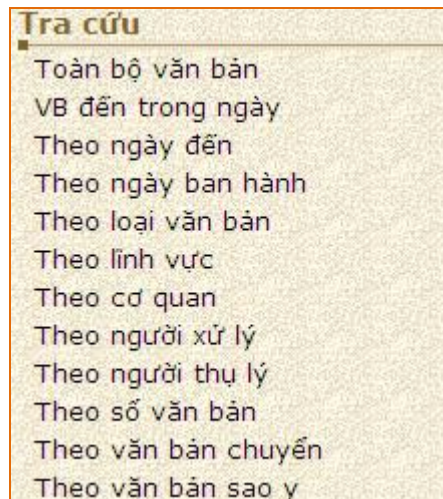 Tra cứu
Toàn bộ văn bản
VB đến trong ngày
Theo ngày đến
Theo ngày ban hành
Theo loại văn bản
Theo lĩnh vực
Theo cơ quan
Theo người xử lý
Theo người thụ lý
Theo số văn bản
Theo văn bản chuyển
Theo văn bản sao y